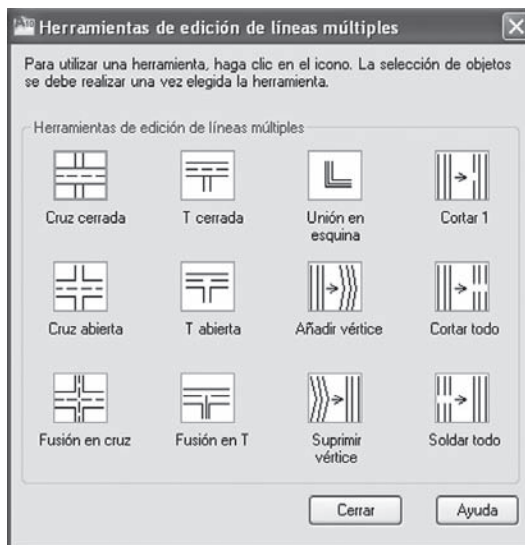 Herramientas de edición de líneas múltiples
Para utilizar una herramienta, haga clic en el icono. La selección de objetos
se debe realizar una vez elegida la herramienta.
Herramientas de edición de líneas múltiples
Cruz cerrada
T cerrada
Unión en
esquina
Cortar 1
Cruz abierta
T abierta
Añadir vértice
Cortar todo
Fusión en cruz
Fusión en T
Suprimir
vértice
Soldar todo
Cerrar
Ayuda